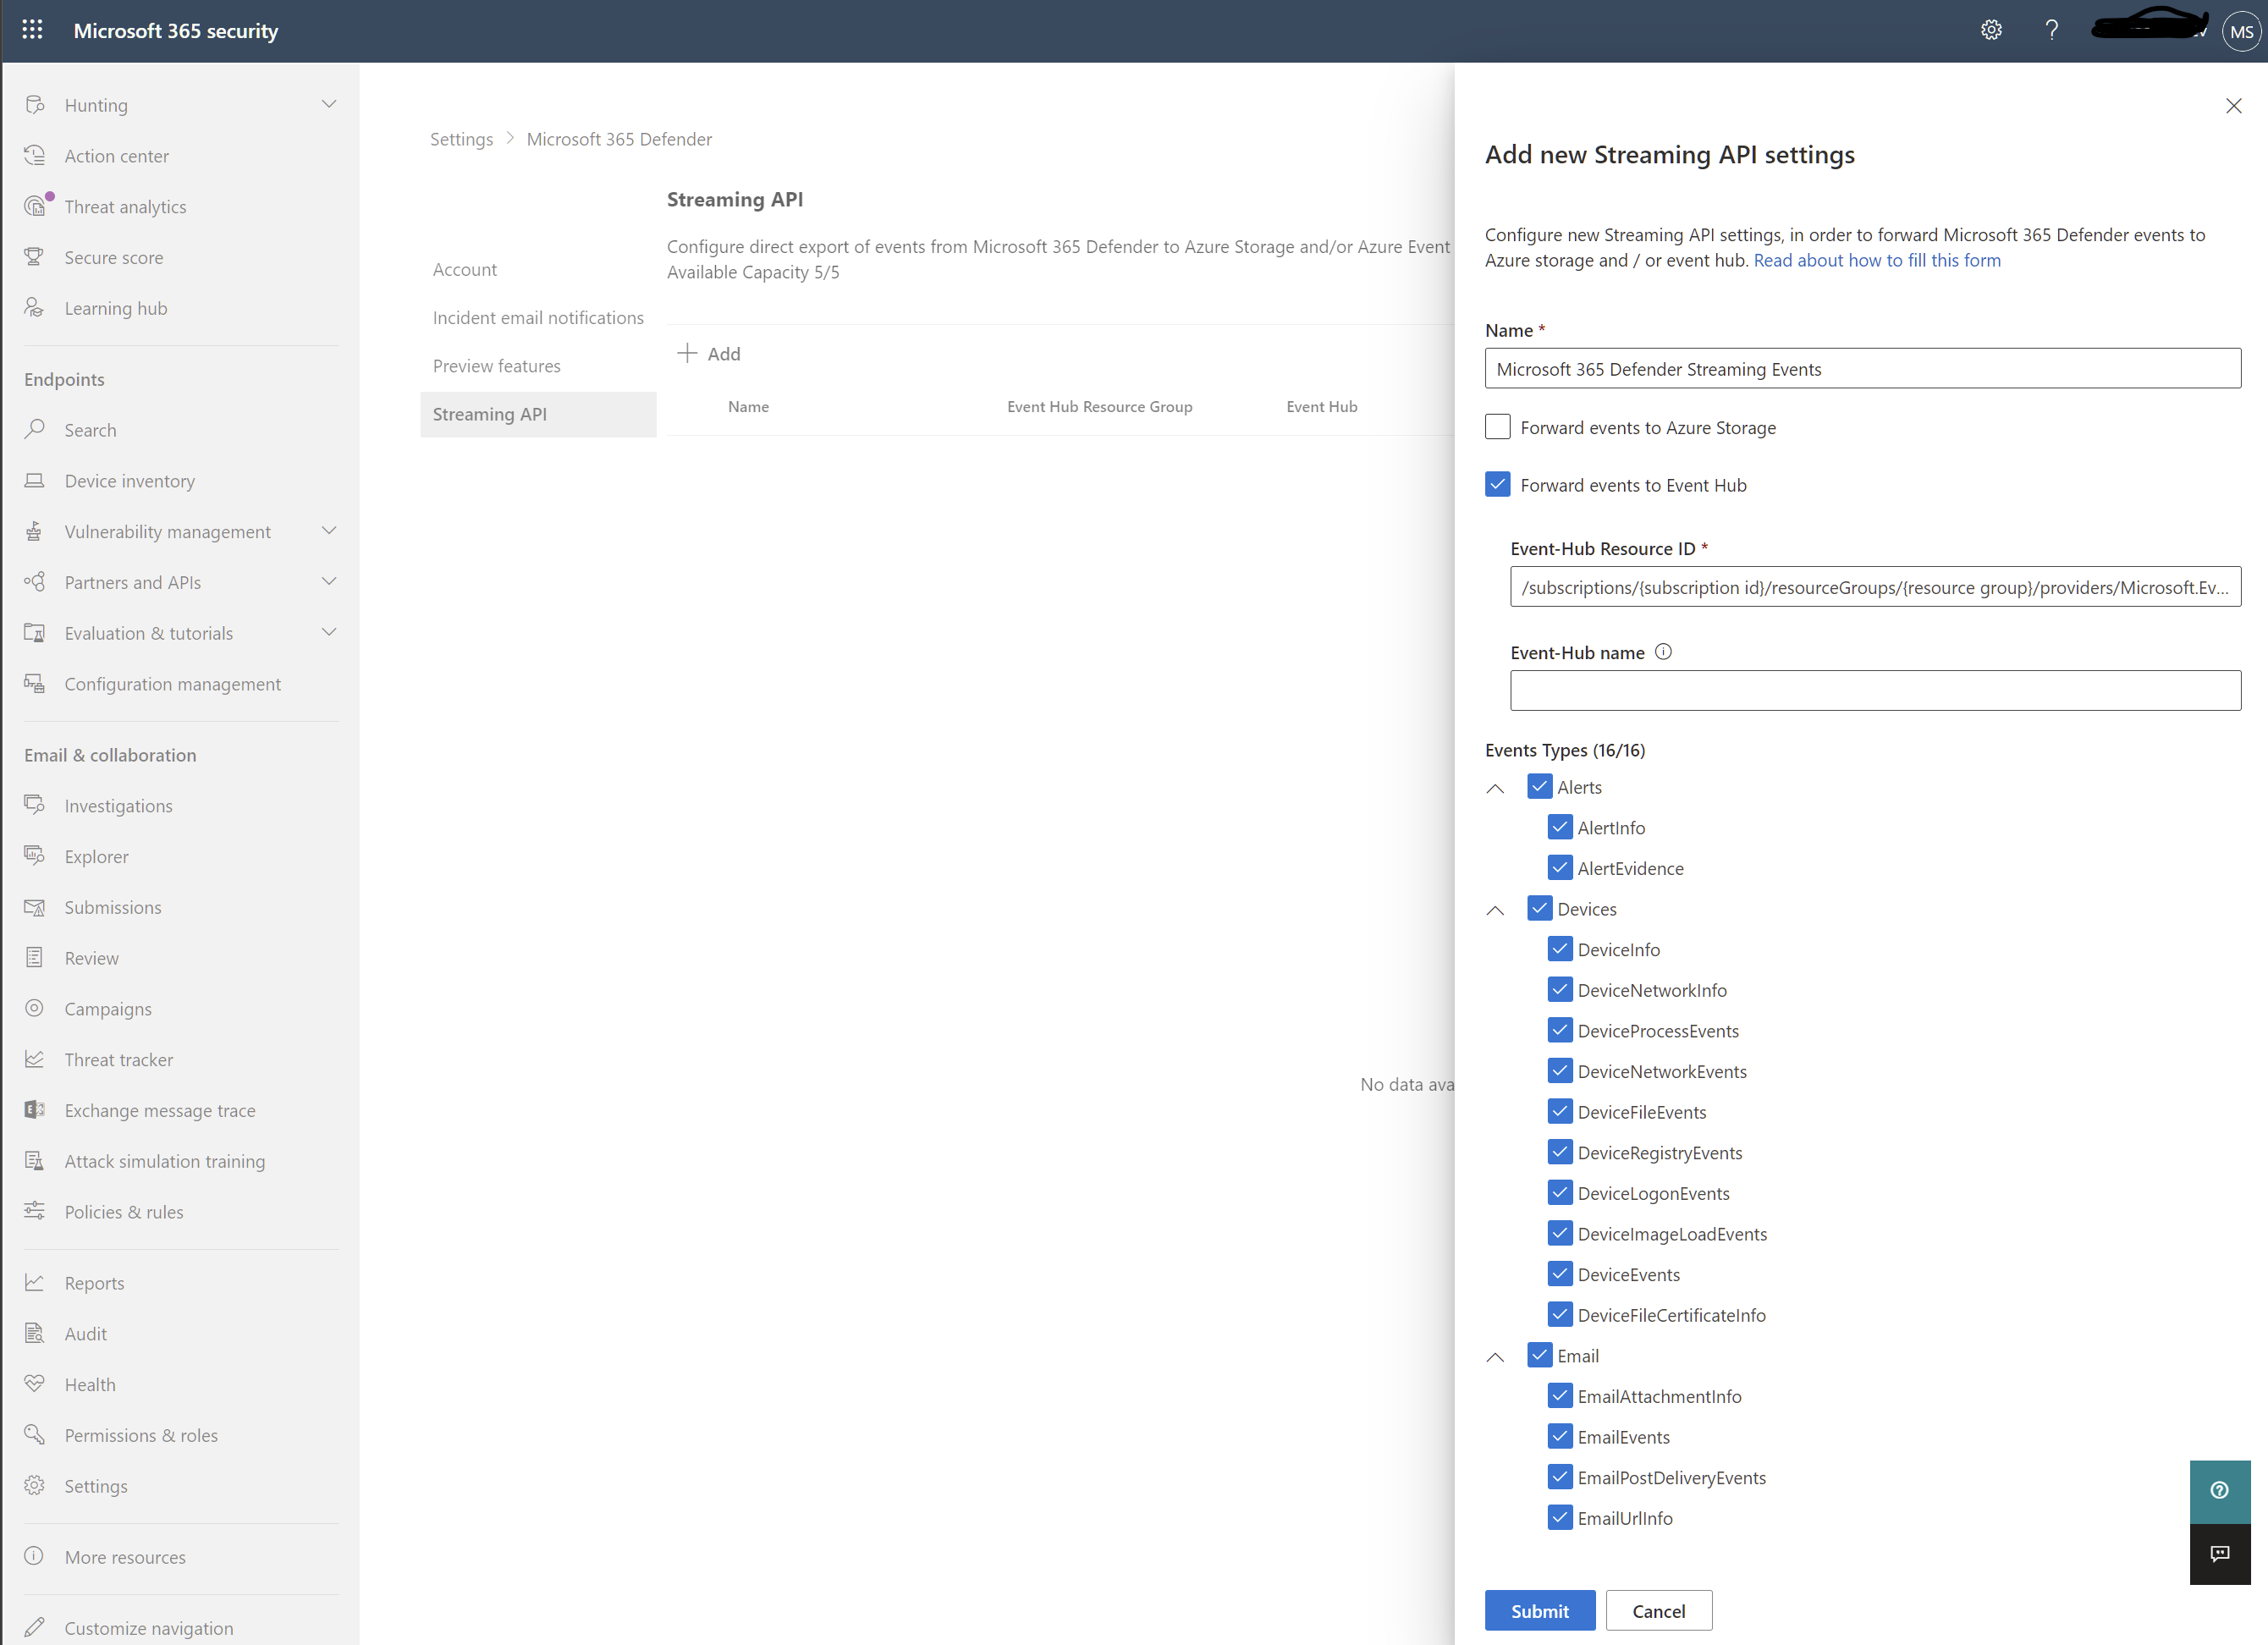 Microsoft 365 security
MS
Hunting
Action center
Threat analytics
Secure score
Learning hub
Endpoints
Search
Device inventory
Vulnerability management
Partners and APIs
Evaluation & tutorials
Configuration management
Email & collaboration
Investigations
Explorer
Submissions
Review
Campaigns
Threat tracker
Exchange message trace
Attack simulation training
Policies & rules
Reports
Audit
Health
Permissions & roles
Settings
More resources
Customize navigation
Settings > Microsoft 365 Defender
Account
Incident email notifications
Preview features
Streaming API
Streaming API
Configure direct export of events from Microsoft 365 Defender to Azure Storage and/or Azure Event
Available Capacity 5/5
Add
Name Event Hub Resource Group Event Hub
No data ava
Add new Streaming API settings
Configure new Streaming API settings, in order to forward Microsoft 365 Defender events to
Azure storage and / or event hub. Read about how to fill this form
Name *
Microsoft 365 Defender Streaming Events
Forward events to Azure Storage
Forward events to Event Hub
Event-Hub Resource ID *
/subscriptions/{subscription id}/resourceGroups/{resource group}/providers/Microsoft.Ev...
Event-Hub name
Events Types (16/16)
Alerts
AlertInfo
AlertEvidence
Devices
DeviceInfo
DeviceNetworkInfo
DeviceProcessEvents
DeviceNetworkEvents
DeviceFileEvents
DeviceRegistryEvents
DeviceLogonEvents
DeviceImageLoadEvents
DeviceEvents
DeviceFileCertificateInfo
Email
EmailAttachmentInfo
EmailEvents
EmailPostDeliveryEvents
EmailUrlInfo
Submit Cancel